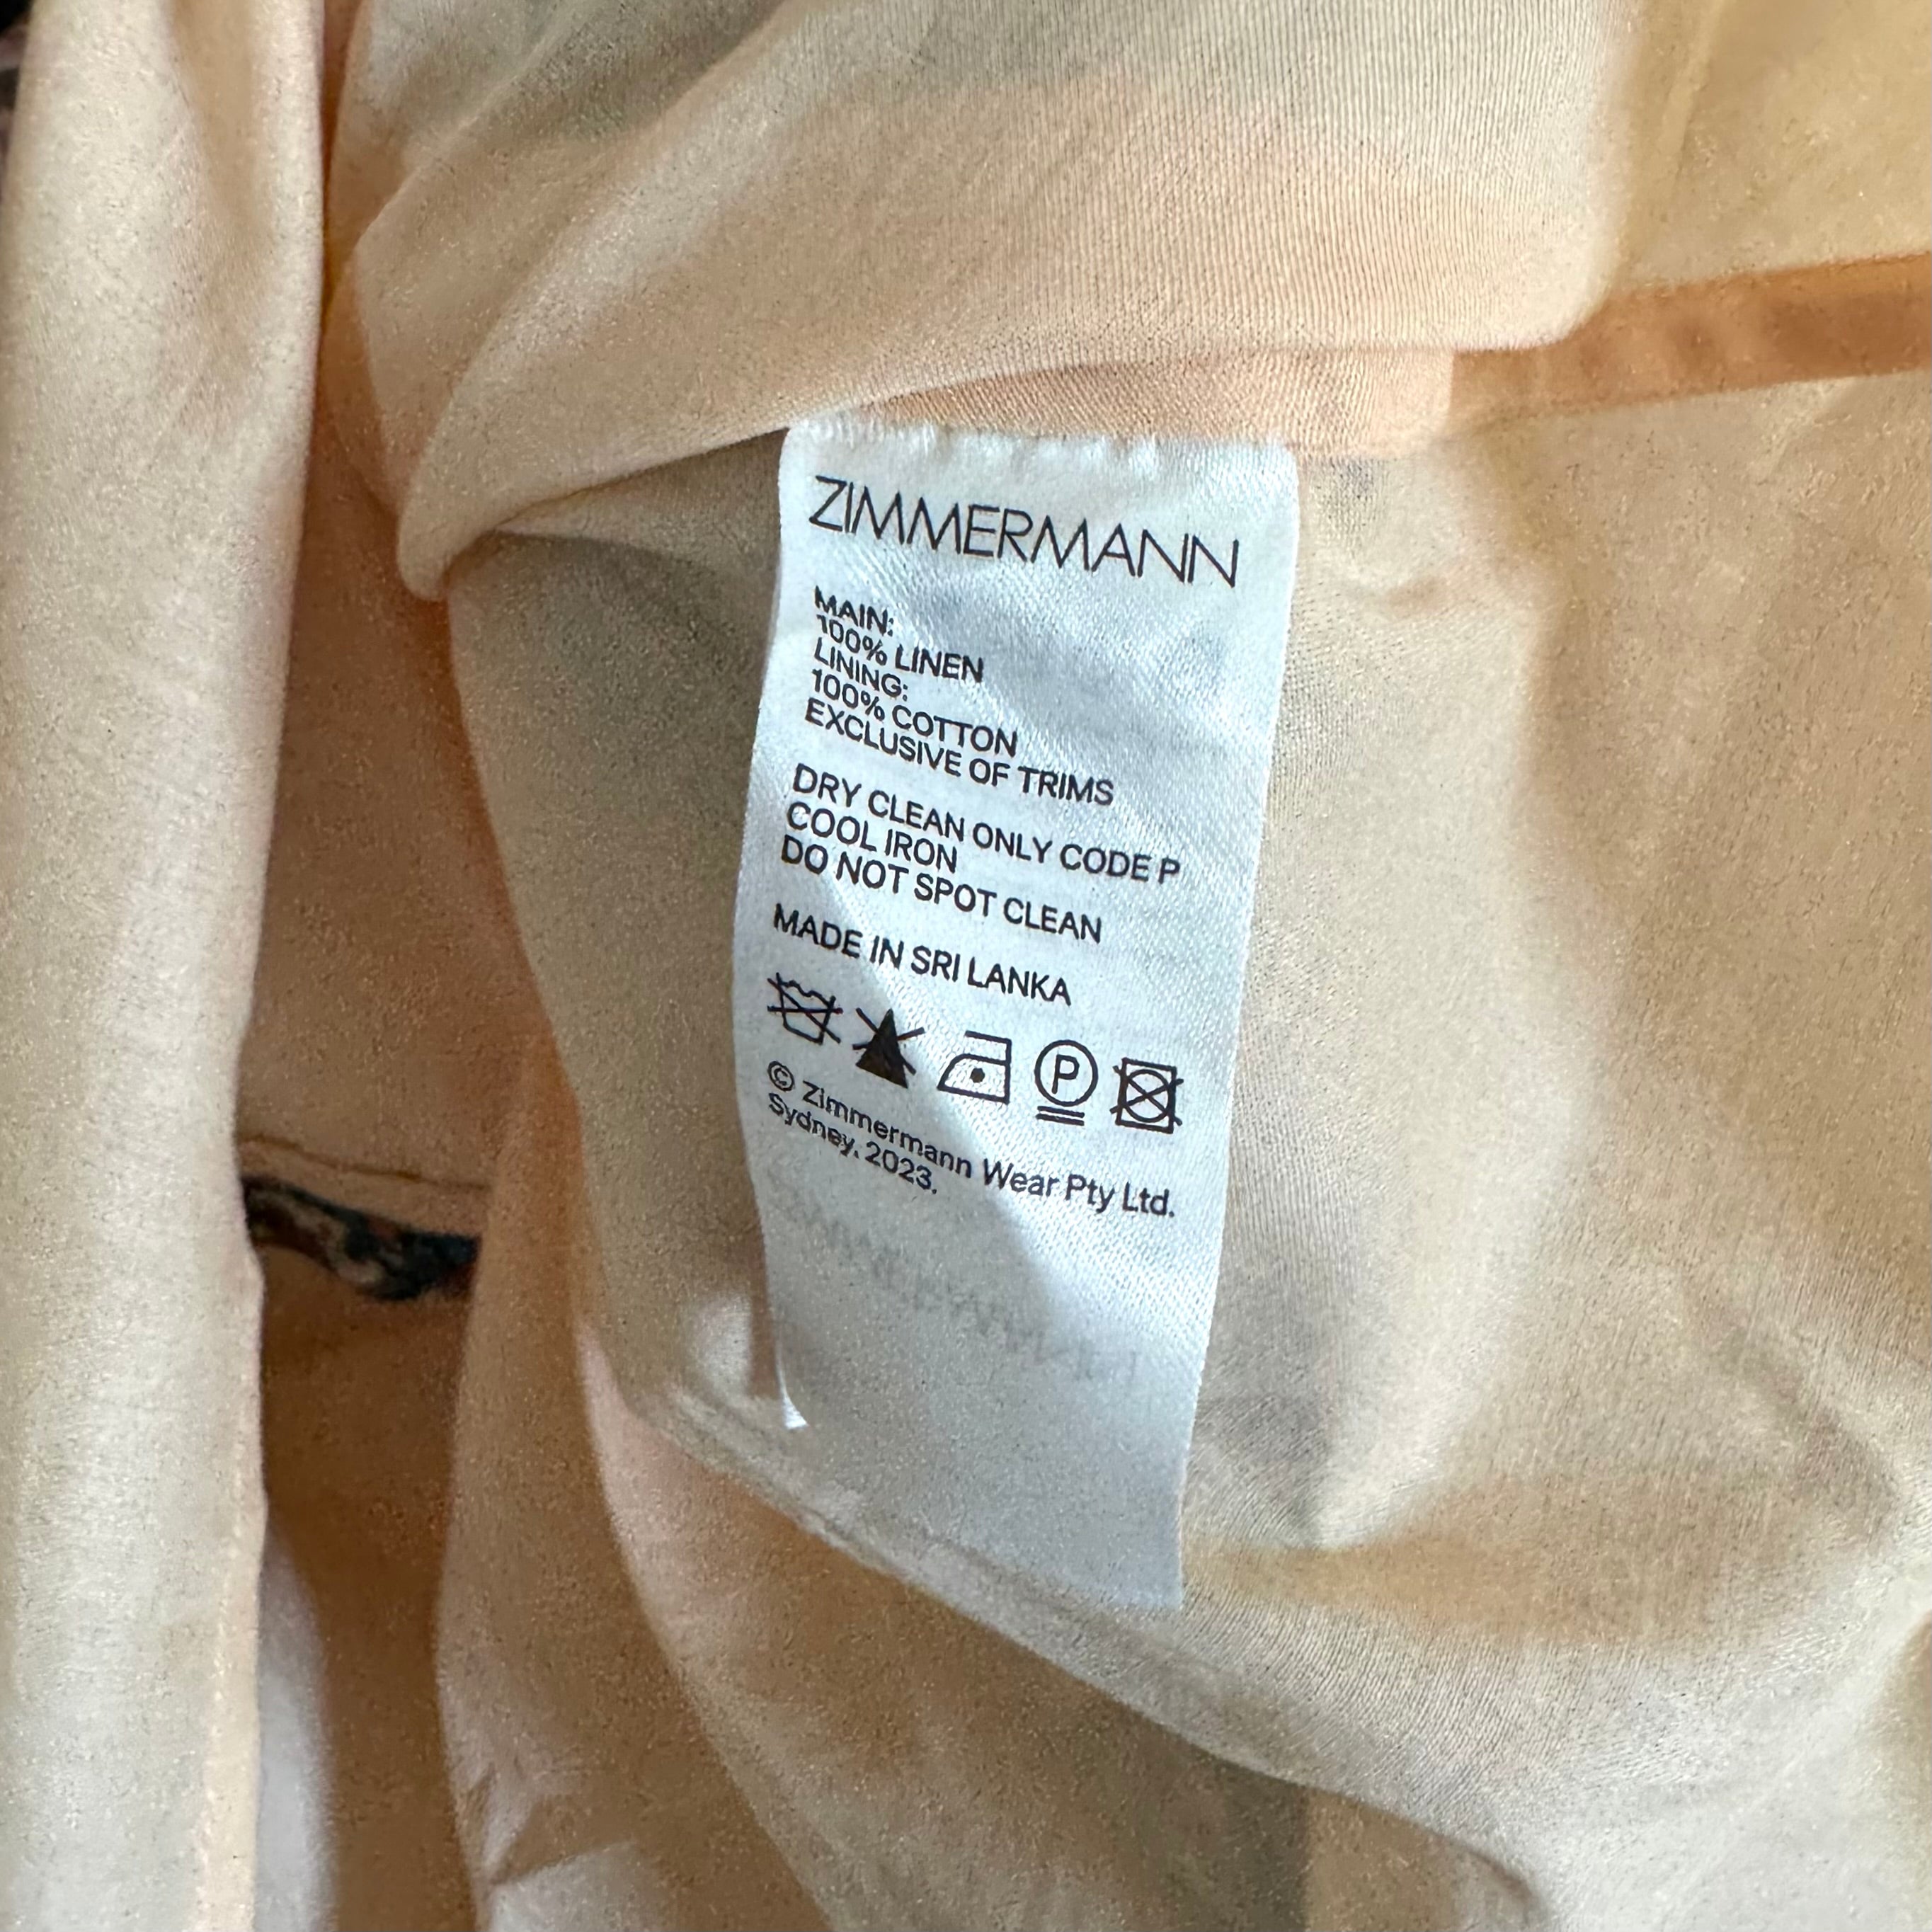 ZIMMERMANN
MAIN:
100% LINEN
LINING:
100% COTTON
EXCLUSIVE OF TRIMS
DRY CLEAN ONLY CODE P
COOL IRON
DO NOT SPOT CLEAN
MADE IN SRI LANKA
P
© Zimmermann Wear Pty Ltd.
Sydney. 2023.